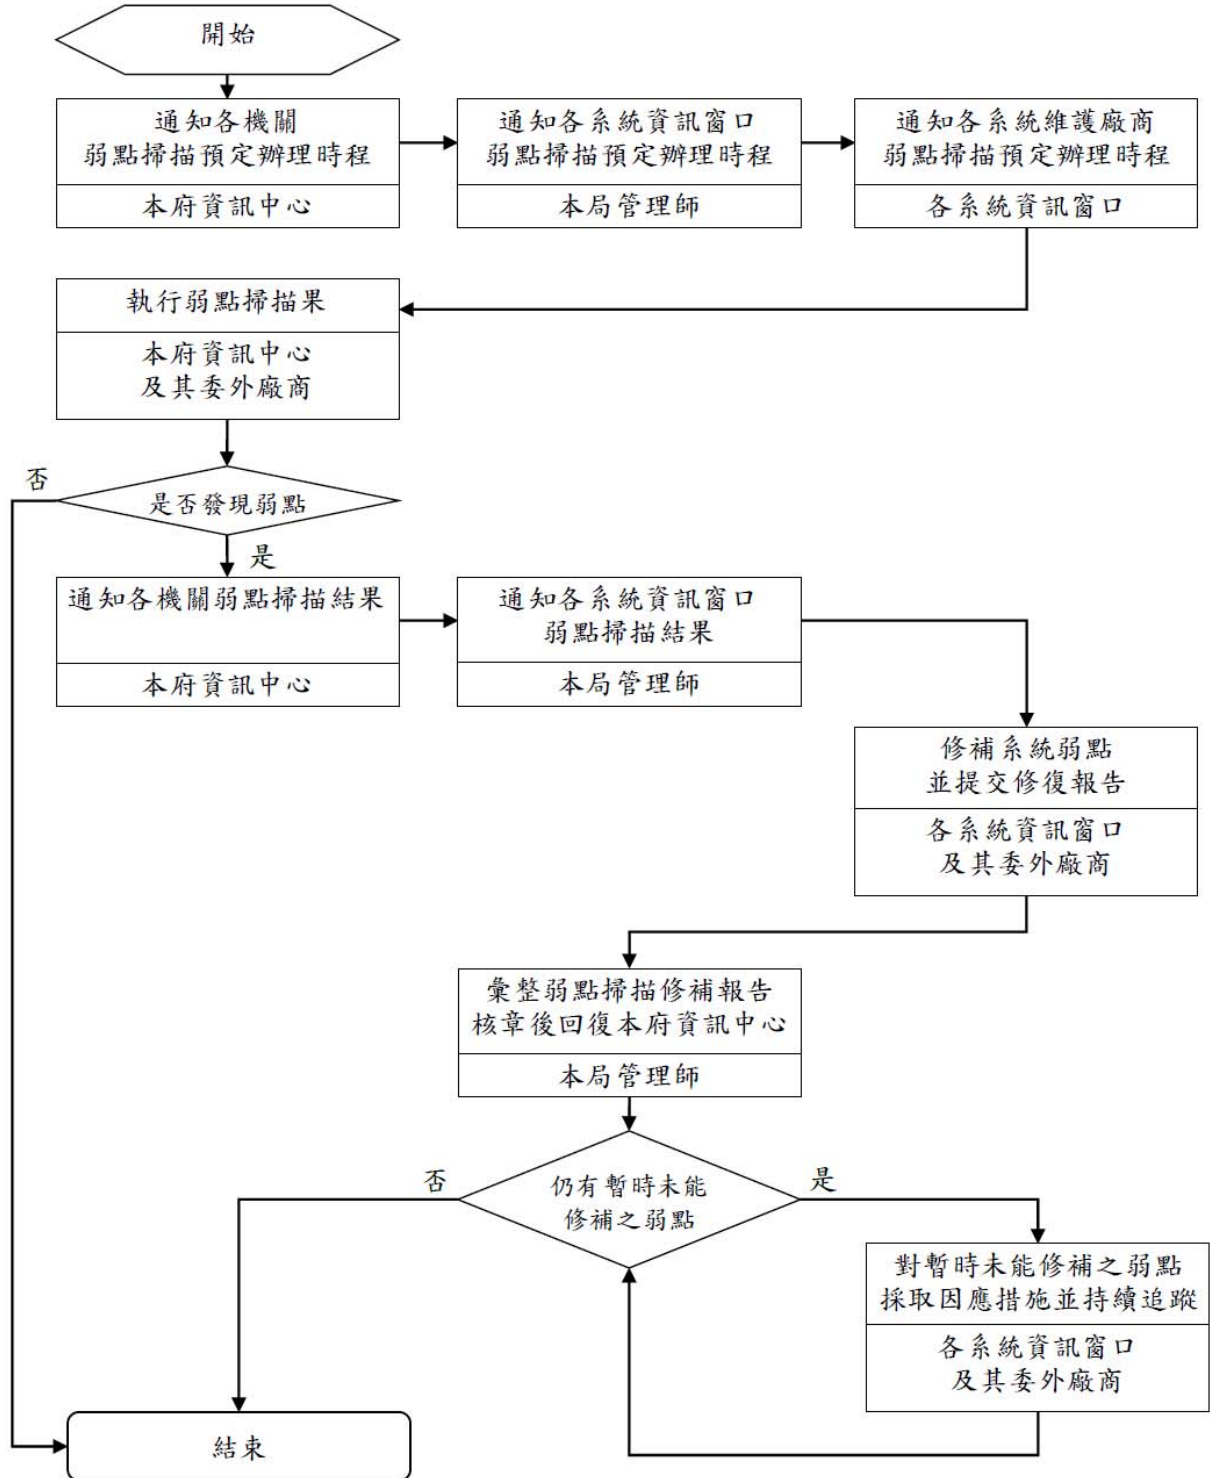 開始
通知各機關
弱點掃描預定辦理時程
本府資訊中心
通知各系統資訊窗口
弱點掃描預定辦理時程
本局管理師
通知各系統維護廠商
弱點掃描預定辦理時程
各系統資訊窗口
執行弱點掃描果
本府資訊中心
及其委外廠商
否
是否發現弱點
是
通知各機關弱點掃描結果
本府資訊中心
通知各系統資訊窗口
弱點掃描結果
本局管理師
修補系統弱點
並提交修復報告
各系統資訊窗口
及其委外廠商
彙整弱點掃描修補報告
核章後回復本府資訊中心
本局管理師
否
仍有暫時未能
修補之弱點
是
對暫時未能修補之弱點
採取因應措施並持續追蹤
各系統資訊窗口
及其委外廠商
結束